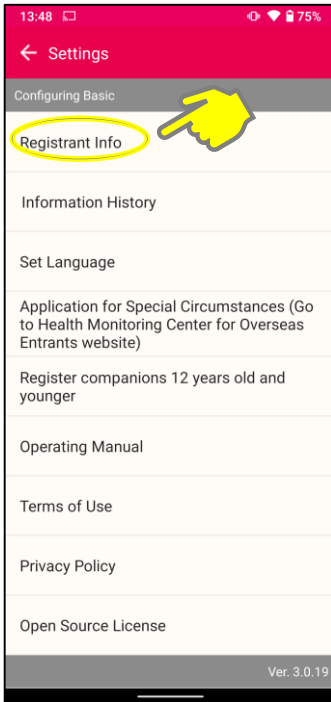 13:48 75%
← Settings
Configuring Basic
Registrant Info
Information History
Set Language
Application for Special Circumstances (Go
to Health Monitoring Center for Overseas
Entrants website)
Register companions 12 years old and
younger
Operating Manual
Terms of Use
Privacy Policy
Open Source License
Ver. 3.0.19